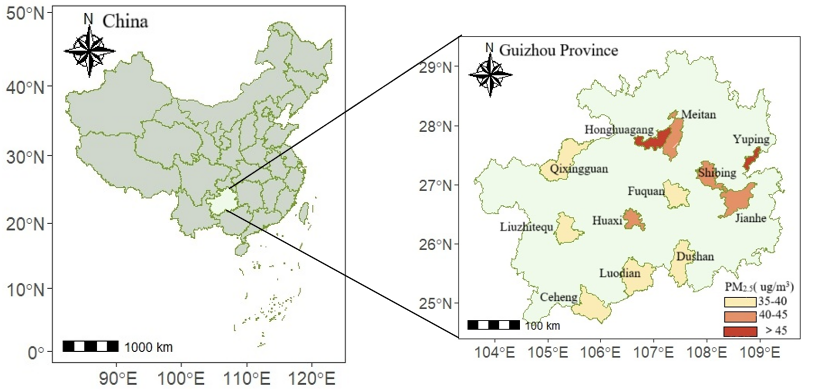 50°N
40°N
30°N
20°N
10°N
0°
N
China
1000 km
90°E
100°E
110°E
120°E
29°N
28°N
27°N
26°N
25°N
N
Guizhou Province
Meitan
Honghuagang
Yuping
Qixingguan
Shibing
Fuquan
Jianhe
Liuzhitequ
Huaxi
Dushan
Luodian
Ceheng
PM2.5( ug/m³)
35-40
40-45
> 45
100 km
104°E
105°E
106°E
107°E
108°E
109°E